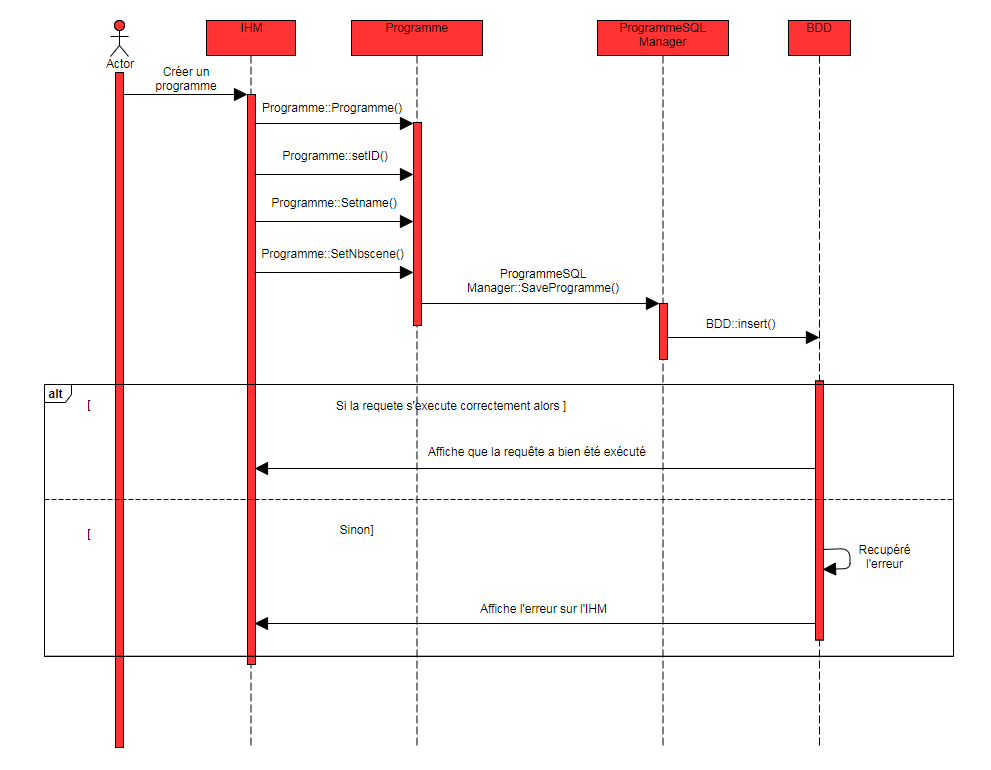 IHM
Programme
ProgrammeSQL
Manager
BDD
Actor
Créer un
programme
Programme::Programme()
Programme::setID()
Programme::Setname()
Programme::SetNbscene()
ProgrammeSQL
Manager::SaveProgramme()
BDD::insert()
alt
[ Si la requete s'execute correctement alors ]
Affiche que la requête a bien été exécuté
[ Sinon]
Recupéré
l'erreur
Affiche l'erreur sur l'IHM